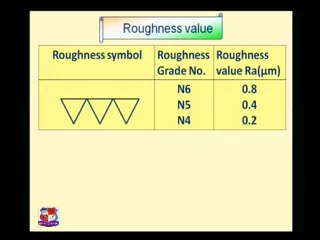 Roughness value
Roughness symbol Roughness Grade No. Roughness value Ra(µm)
N6 0.8
N5 0.4
N4 0.2